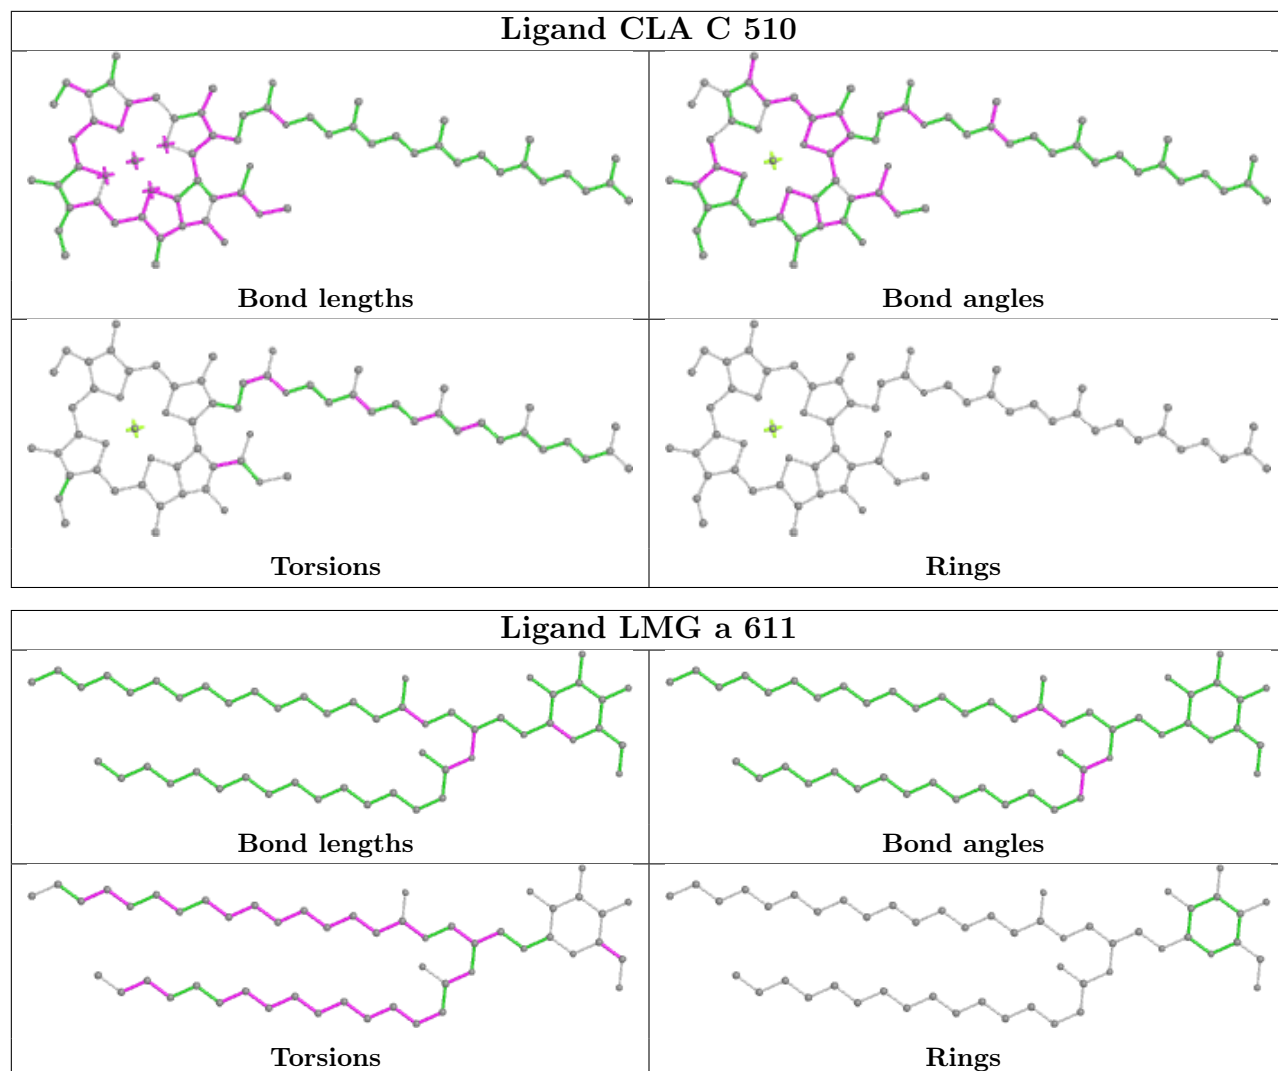 Ligand CLA C 510
Bond lengths
Bond angles
Torsions
Rings
Ligand LMG a 611
Bond lengths
Bond angles
Torsions
Rings